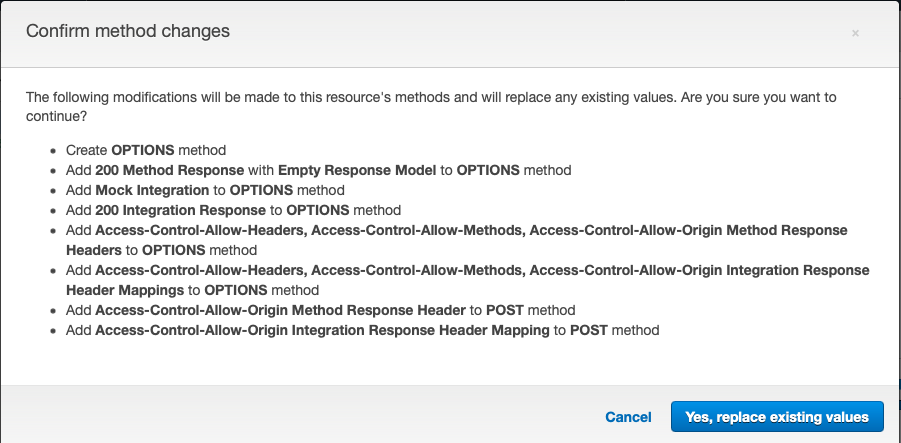 Confirm method changes
×
The following modifications will be made to this resource's methods and will replace any existing values. Are you sure you want to
continue?
• Create OPTIONS method
• Add 200 Method Response with Empty Response Model to OPTIONS method
• Add Mock Integration to OPTIONS method
• Add 200 Integration Response to OPTIONS method
• Add Access-Control-Allow-Headers, Access-Control-Allow-Methods, Access-Control-Allow-Origin Method Response
Headers to OPTIONS method
• Add Access-Control-Allow-Headers, Access-Control-Allow-Methods, Access-Control-Allow-Origin Integration Response
Header Mappings to OPTIONS method
• Add Access-Control-Allow-Origin Method Response Header to POST method
• Add Access-Control-Allow-Origin Integration Response Header Mapping to POST method
Cancel
Yes, replace existing values